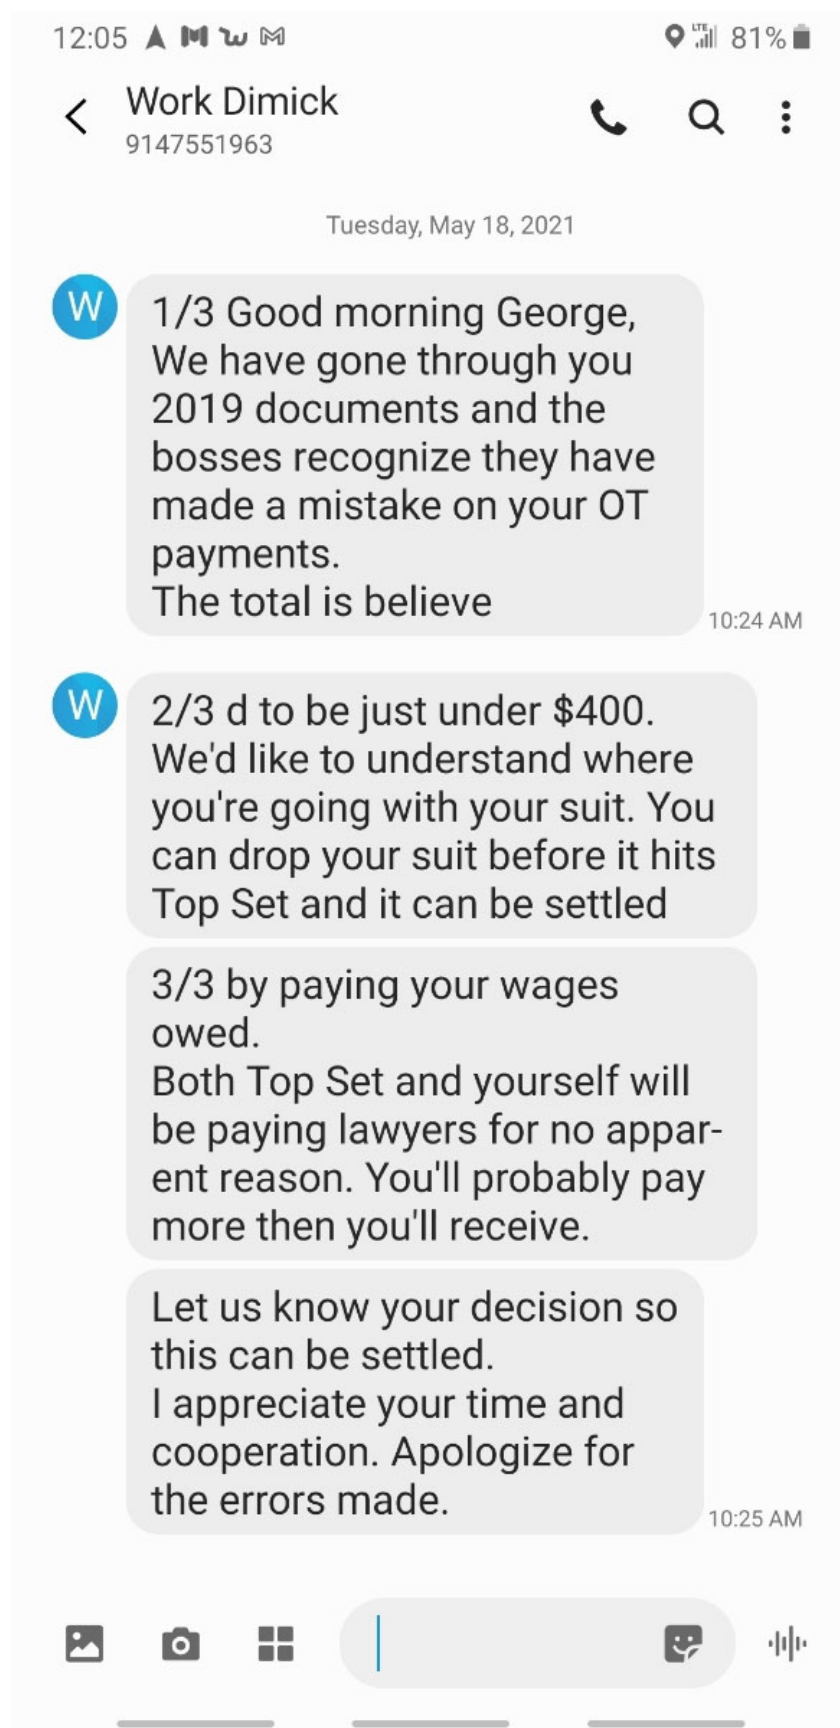 12:05
LTE 81%
Work Dimick
9147551963
Tuesday, May 18, 2021
W
1/3 Good morning George,
We have gone through you
2019 documents and the
bosses recognize they have
made a mistake on your OT
payments.
The total is believe
10:24 AM
W
2/3 d to be just under $400.
We'd like to understand where
you're going with your suit. You
can drop your suit before it hits
Top Set and it can be settled
3/3 by paying your wages
owed.
Both Top Set and yourself will
be paying lawyers for no appar-
ent reason. You'll probably pay
more then you'll receive.
Let us know your decision so
this can be settled.
I appreciate your time and
cooperation. Apologize for
the errors made.
10:25 AM